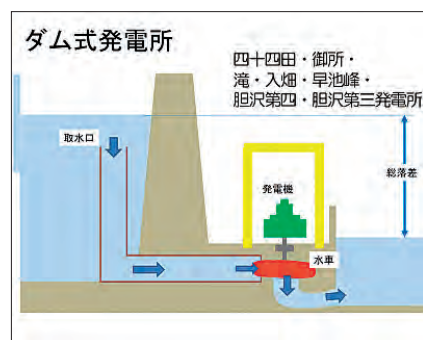 ダム式発電所
四十四田・御所・
滝・入畑・早池峰・
胆沢第四・胆沢第三発電所
取水口
総落差
発電機
水車